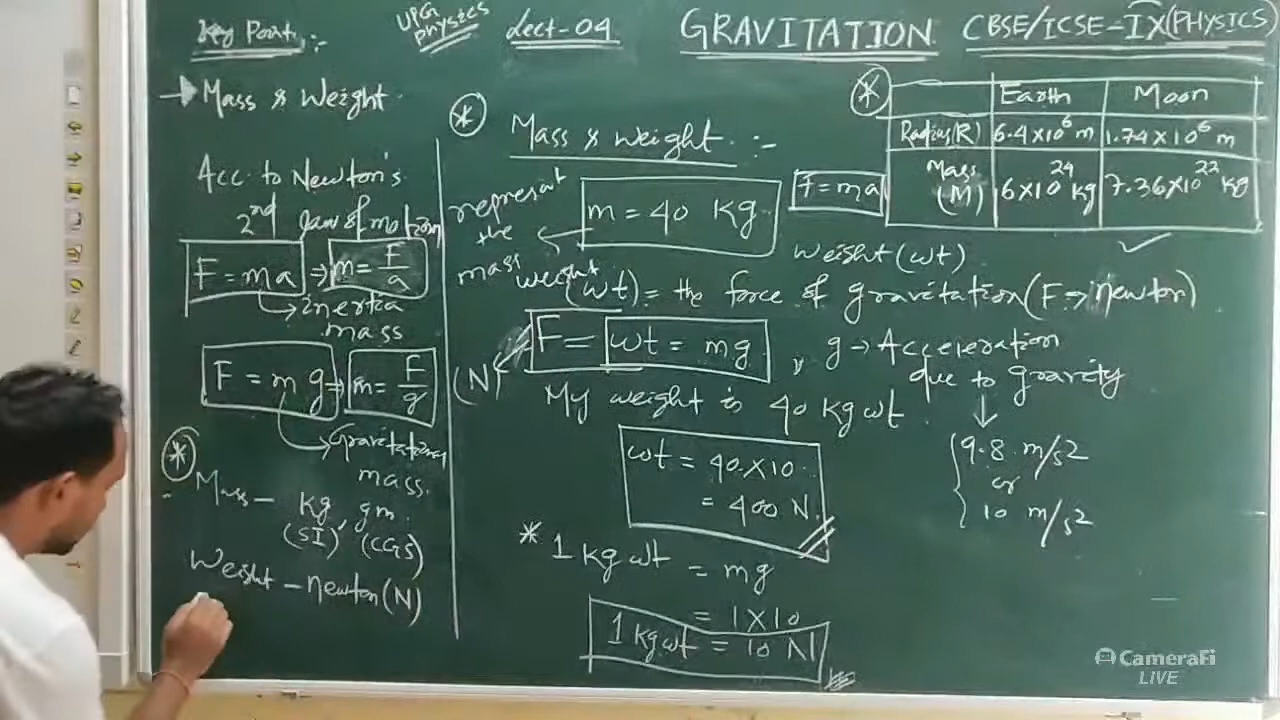 Key Point :-
UPG physics
Lect-04
GRAVITATION
CBSE/ICSE-IX(PHYSICS)
→ Mass & Weight
Acc to Newton's
2nd Law of motion
F = ma ⇒ m = F/a
→ inertia
mass
F = mg ⇒ m = F/g
→ Gravitational
mass.
* Mass – Kg, gm.
(SI) (CGS)
Weight – Newton(N)
* Mass & weight :-
represent
the
mass
m = 40 kg
F = ma
weight (wt)
weight (wt) = the force of gravitation (F ⇒ Newton)
(N)
F = wt = mg , g → Acceleration
due to gravity
My weight is 40 kg wt.
wt = 40 × 10
= 400 N
9.8 m/s2
or
10 m/s2
* 1 kg wt = mg
= 1 × 10
1 kg wt = 10 N
* Earth Moon
Radius(R) 6.4×10⁶ m 1.74×10⁶ m
Mass (M) 6×10²⁴ kg 7.36×10²² kg
CameraFi
LIVE